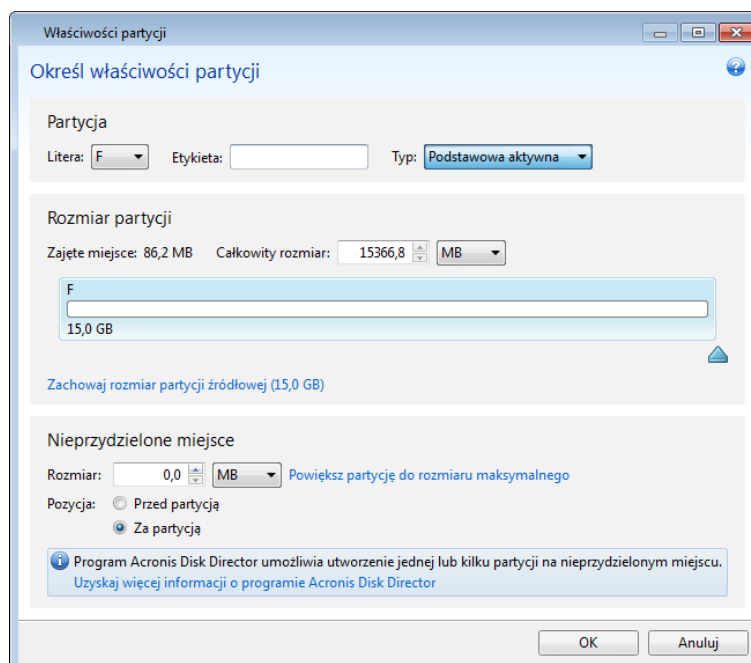 Właściwości partycji
Określ właściwości partycji
Partycja
Litera: F Etykieta: Typ: Podstawowa aktywna
Rozmiar partycji
Zajęte miejsce: 86,2 MB Całkowity rozmiar: 15366,8 MB
F
15,0 GB
Zachowaj rozmiar partycji źródłowej (15,0 GB)
Nieprzydzielone miejsce
Rozmiar: 0,0 MB Powiększ partycję do rozmiaru maksymalnego
Pozycja: Przed partycją
Za partycją
Program Acronis Disk Director umożliwia utworzenie jednej lub kilku partycji na nieprzydzielonym miejscu.
Uzyskaj więcej informacji o programie Acronis Disk Director
OK Anuluj